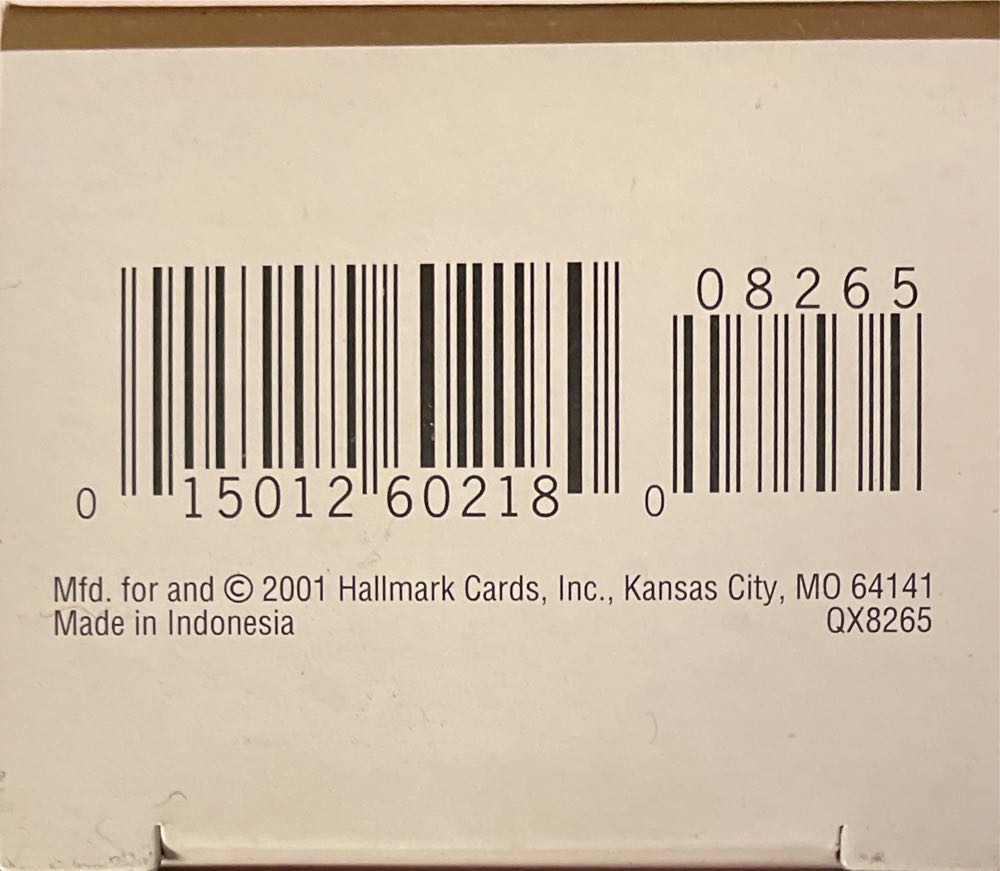 08265
0 15012 60218 0
Mfd. for and © 2001 Hallmark Cards, Inc., Kansas City, MO 64141
Made in Indonesia QX8265